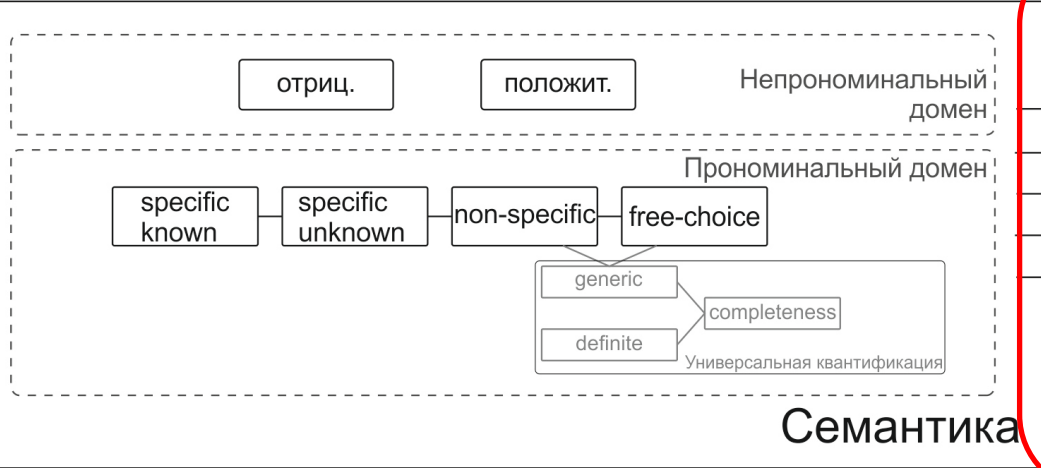 отриц.
положит.
Непрономинальный
домен
Прономинальный домен
specific
known
specific
unknown
non-specific
free-choice
generic
completeness
definite
Универсальная квантификация
Семантика